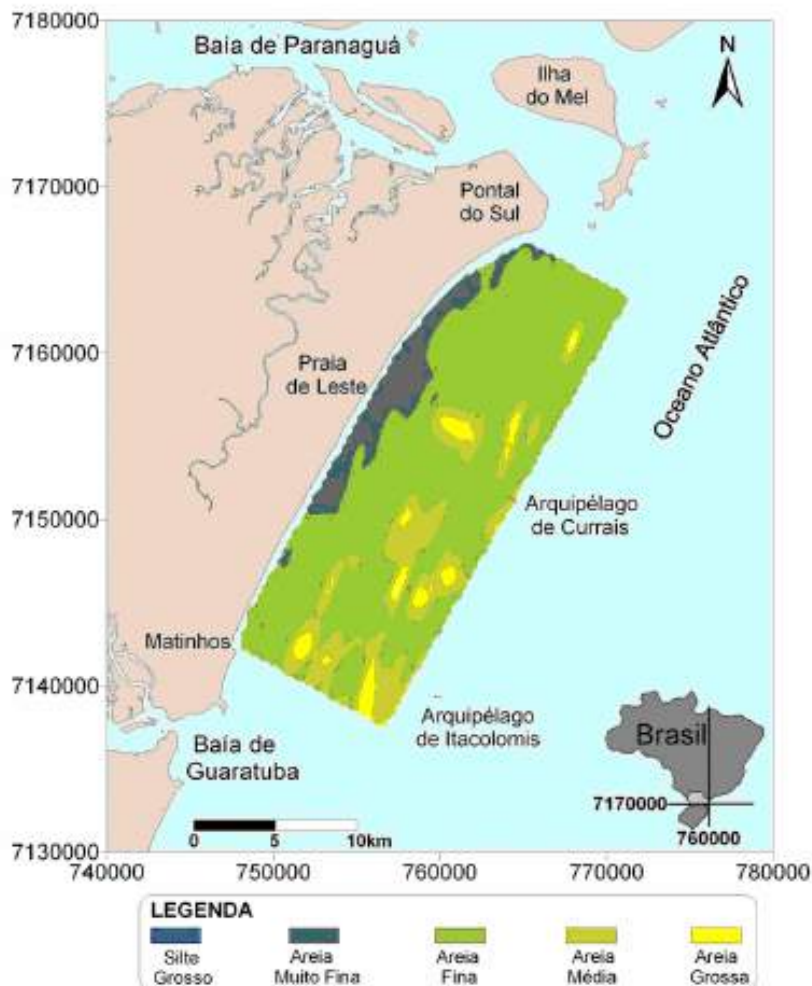 7180000
Baía de Paranaguá
N
Ilha
do Mel
7170000
Pontal
do Sul
7160000
Praia
de Leste
Oceano Atlântico
7150000
Arquipélago
de Currais
Matinhos
7140000
Arquipélago
de Itacolomis
Baía de
Guaratuba
Brasil
7170000
760000
0 5 10km
7130000
740000 750000 760000 770000 780000
LEGENDA
Silte
Grosso
Areia
Muito Fina
Areia
Fina
Areia
Média
Areia
Grossa